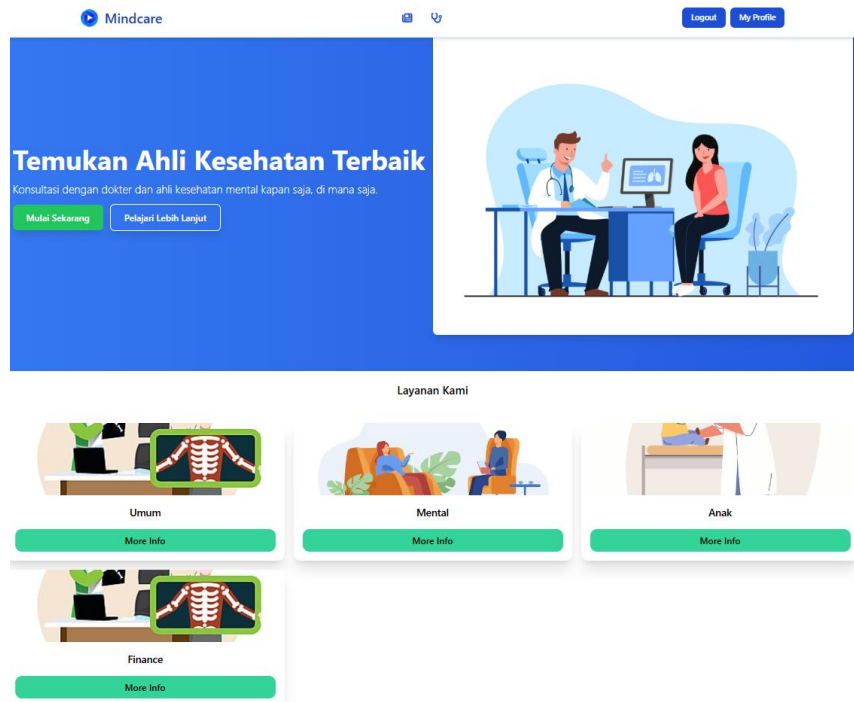 Mindcare
Logout
My Profile
Temukan Ahli Kesehatan Terbaik
Konsultasi dengan dokter dan ahli kesehatan mental kapan saja, di mana saja.
Mulai Sekarang
Pelajari Lebih Lanjut
Layanan Kami
Umum
More Info
Mental
More Info
Anak
More Info
Finance
More Info